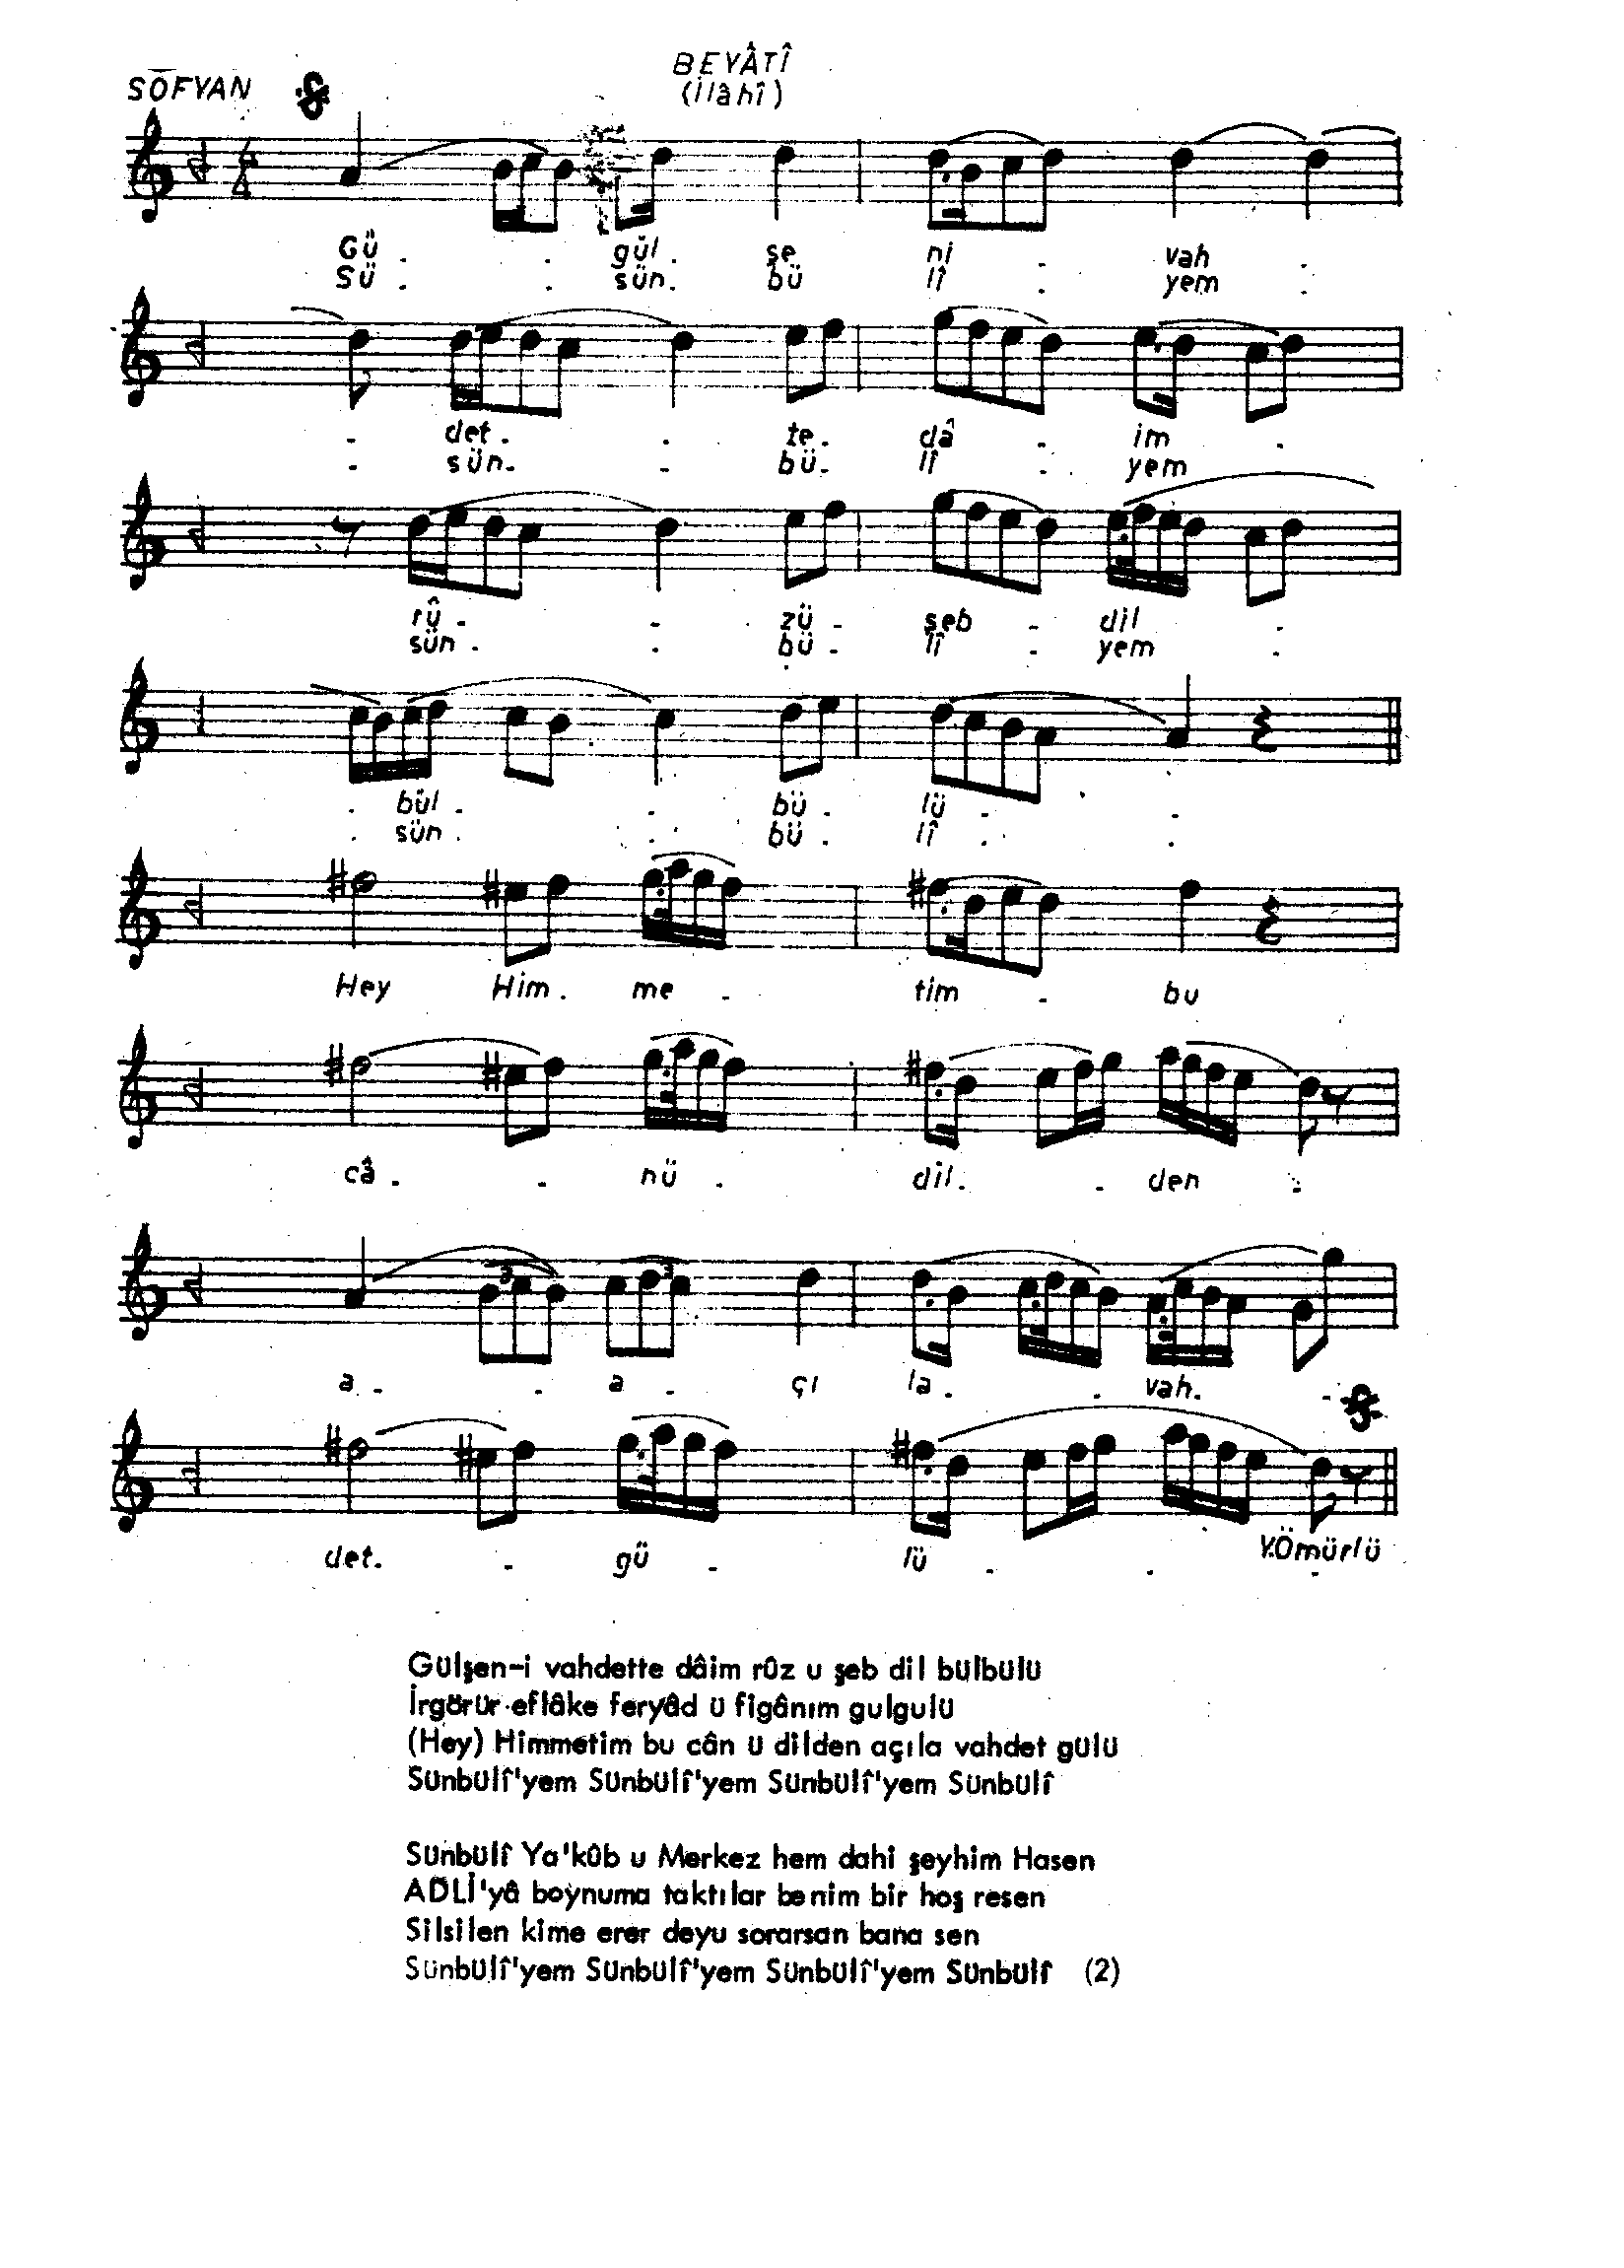 BEYÂTÎ
SOFYAN
(İlâhî)
4
Gü . . gül . şe ni . vah .
Sü . . sün . bü lî . yem .
- det . . te . dâ . im .
- sün . - bü . lî . yem
rû - - zü - şeb - dil .
sün . . bü . lî . yem .
. bül . . bü . lü . .
. sün . . bü . lî . .
Hey Him . me . tim . bu
câ . . nü . dil . . den .
3 3
a . . a . çı la . . vah . .
det . . gü . lü . . .
Y.Ömürlü
Gülşen-i vahdette dâim rûz u şeb dil bülbülü
İrgörür eflâke feryâd ü figânım gulgulü
(Hey) Himmetim bu cân ü dilden açıla vahdet gülü
Sünbülî'yem Sünbülî'yem Sünbülî'yem Sünbülî
Sünbülî Ya'kûb u Merkez hem dahi şeyhim Hasen
ADLİ'yâ boynuma taktılar benim bir hoş resen
Silsilen kime erer deyu sorarsan bana sen
Sünbülî'yem Sünbülî'yem Sünbülî'yem Sünbülî (2)